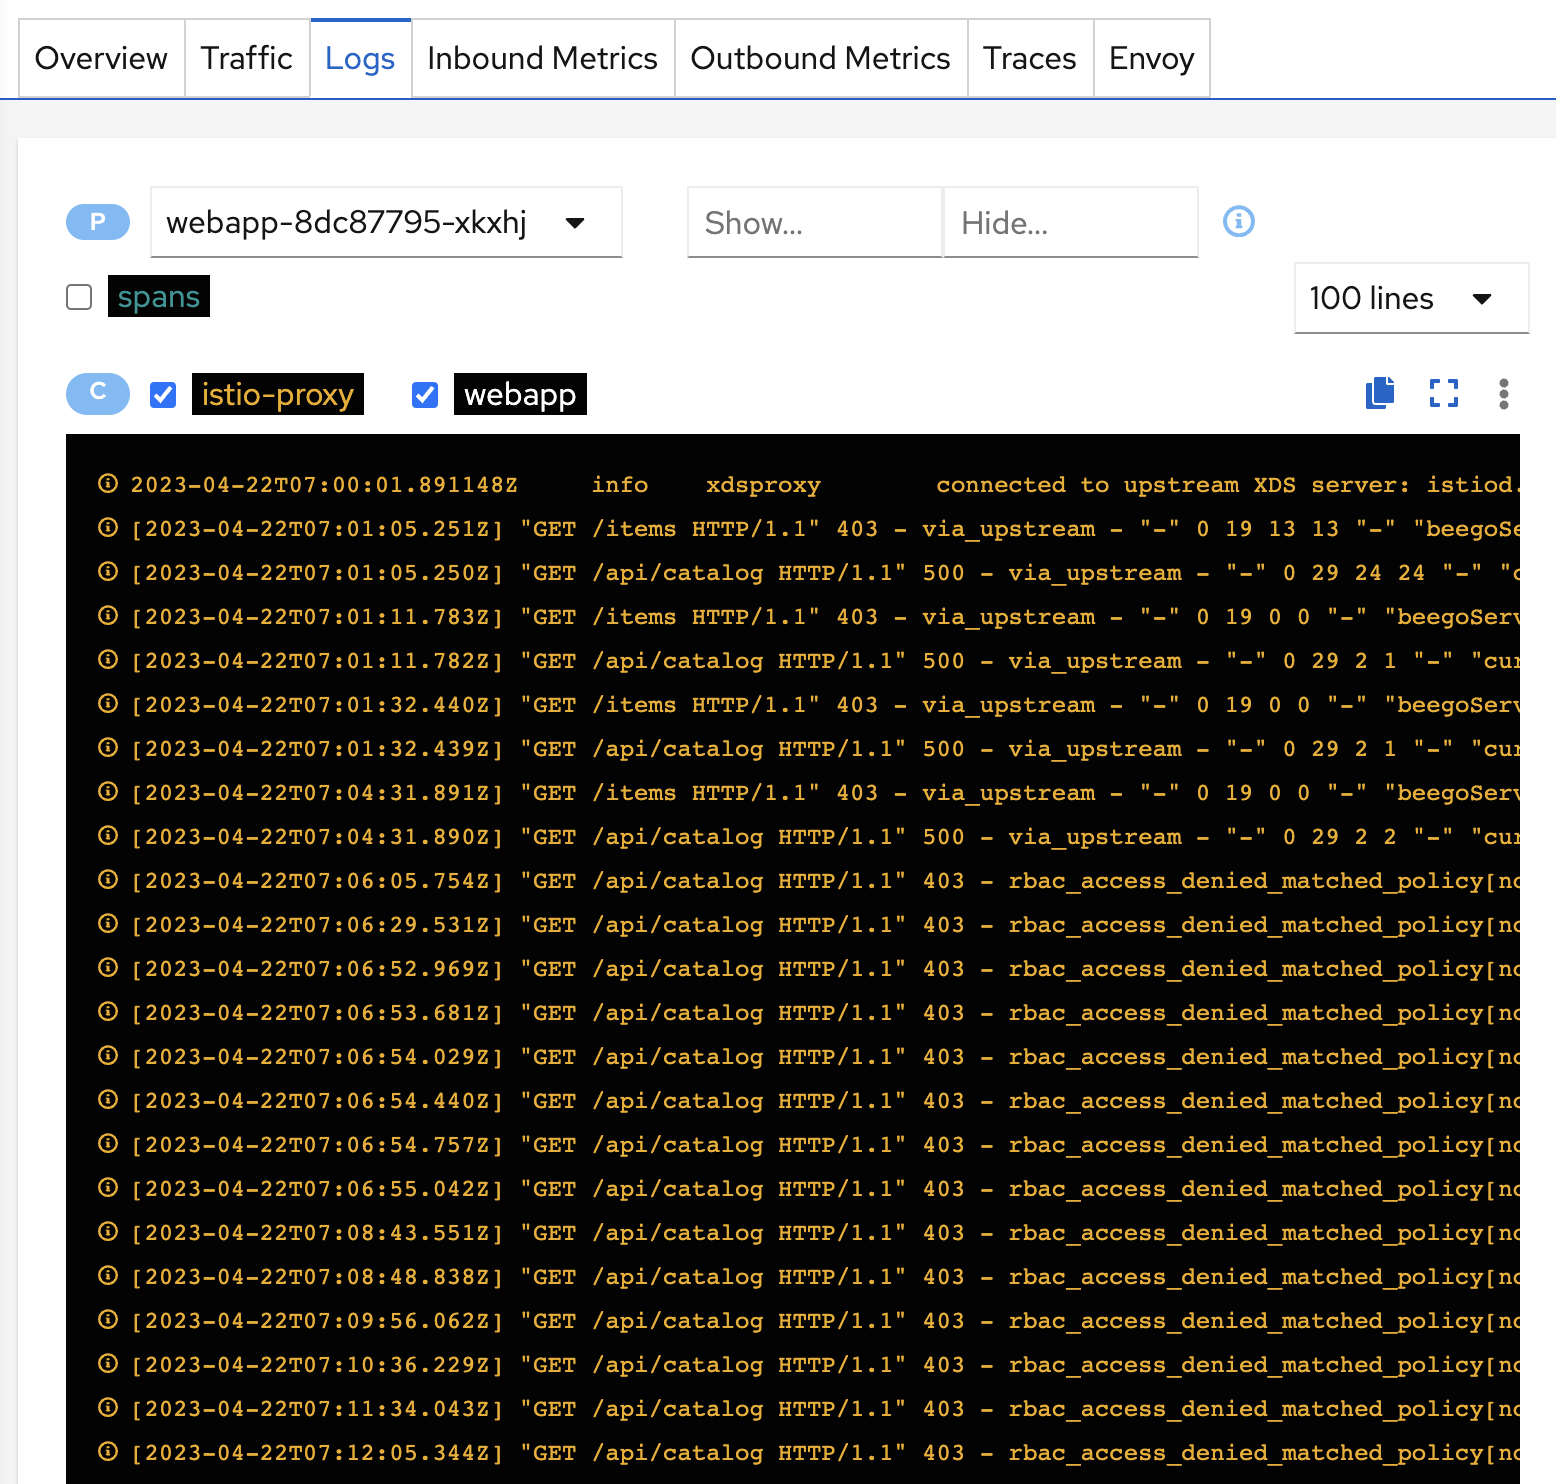 Overview Traffic Logs Inbound Metrics Outbound Metrics Traces Envoy
P webapp-8dc87795-xkxhj Show... Hide...
spans 100 lines
C istio-proxy webapp
2023-04-22T07:00:01.891148Z info xdsproxy connected to upstream XDS server: istiod.
[2023-04-22T07:01:05.251Z] "GET /items HTTP/1.1" 403 - via_upstream - "-" 0 19 13 13 "-" "beegoSe
[2023-04-22T07:01:05.250Z] "GET /api/catalog HTTP/1.1" 500 - via_upstream - "-" 0 29 24 24 "-" "c
[2023-04-22T07:01:11.783Z] "GET /items HTTP/1.1" 403 - via_upstream - "-" 0 19 0 0 "-" "beegoServ
[2023-04-22T07:01:11.782Z] "GET /api/catalog HTTP/1.1" 500 - via_upstream - "-" 0 29 2 1 "-" "cur
[2023-04-22T07:01:32.440Z] "GET /items HTTP/1.1" 403 - via_upstream - "-" 0 19 0 0 "-" "beegoServ
[2023-04-22T07:01:32.439Z] "GET /api/catalog HTTP/1.1" 500 - via_upstream - "-" 0 29 2 1 "-" "cur
[2023-04-22T07:04:31.891Z] "GET /items HTTP/1.1" 403 - via_upstream - "-" 0 19 0 0 "-" "beegoServ
[2023-04-22T07:04:31.890Z] "GET /api/catalog HTTP/1.1" 500 - via_upstream - "-" 0 29 2 2 "-" "cur
[2023-04-22T07:06:05.754Z] "GET /api/catalog HTTP/1.1" 403 - rbac_access_denied_matched_policy[no
[2023-04-22T07:06:29.531Z] "GET /api/catalog HTTP/1.1" 403 - rbac_access_denied_matched_policy[no
[2023-04-22T07:06:52.969Z] "GET /api/catalog HTTP/1.1" 403 - rbac_access_denied_matched_policy[no
[2023-04-22T07:06:53.681Z] "GET /api/catalog HTTP/1.1" 403 - rbac_access_denied_matched_policy[no
[2023-04-22T07:06:54.029Z] "GET /api/catalog HTTP/1.1" 403 - rbac_access_denied_matched_policy[no
[2023-04-22T07:06:54.440Z] "GET /api/catalog HTTP/1.1" 403 - rbac_access_denied_matched_policy[no
[2023-04-22T07:06:54.757Z] "GET /api/catalog HTTP/1.1" 403 - rbac_access_denied_matched_policy[no
[2023-04-22T07:06:55.042Z] "GET /api/catalog HTTP/1.1" 403 - rbac_access_denied_matched_policy[no
[2023-04-22T07:08:43.551Z] "GET /api/catalog HTTP/1.1" 403 - rbac_access_denied_matched_policy[no
[2023-04-22T07:08:48.838Z] "GET /api/catalog HTTP/1.1" 403 - rbac_access_denied_matched_policy[no
[2023-04-22T07:09:56.062Z] "GET /api/catalog HTTP/1.1" 403 - rbac_access_denied_matched_policy[no
[2023-04-22T07:10:36.229Z] "GET /api/catalog HTTP/1.1" 403 - rbac_access_denied_matched_policy[no
[2023-04-22T07:11:34.043Z] "GET /api/catalog HTTP/1.1" 403 - rbac_access_denied_matched_policy[no
[2023-04-22T07:12:05.344Z] "GET /api/catalog HTTP/1.1" 403 - rbac_access_denied_matched_policy[no